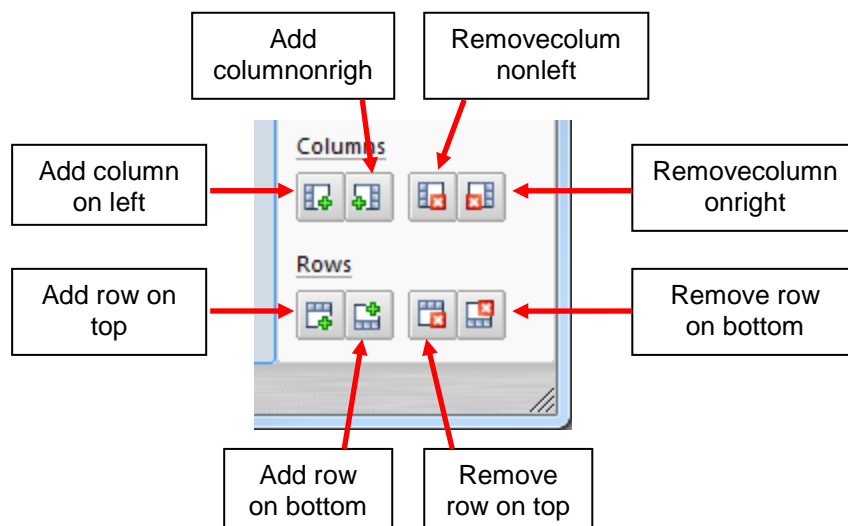 Add
columnonrigh
Removecolum
nonleft
Columns
Add column
on left
Removecolumn
onright
Rows
Add row on
top
Remove row
on bottom
Add row
on bottom
Remove
row on top